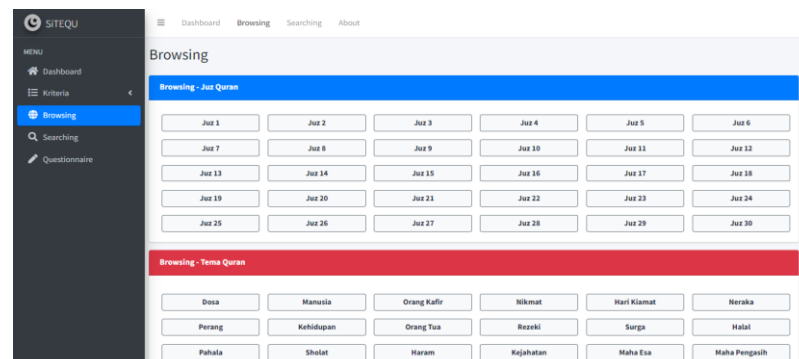 SiTEQU
MENU
Dashboard
Kriteria
Browsing
Searching
Questionnaire
Dashboard Browsing Searching About
Browsing
Browsing - Juz Quran
Juz 1 Juz 2 Juz 3 Juz 4 Juz 5 Juz 6
Juz 7 Juz 8 Juz 9 Juz 10 Juz 11 Juz 12
Juz 13 Juz 14 Juz 15 Juz 16 Juz 17 Juz 18
Juz 19 Juz 20 Juz 21 Juz 22 Juz 23 Juz 24
Juz 25 Juz 26 Juz 27 Juz 28 Juz 29 Juz 30
Browsing - Tema Quran
Dosa Manusia Orang Kafir Nikmat Hari Kiamat Neraka
Perang Kehidupan Orang Tua Rezeki Surga Halal
Pahala Sholat Haram Kejahatan Maha Esa Maha Pengasih